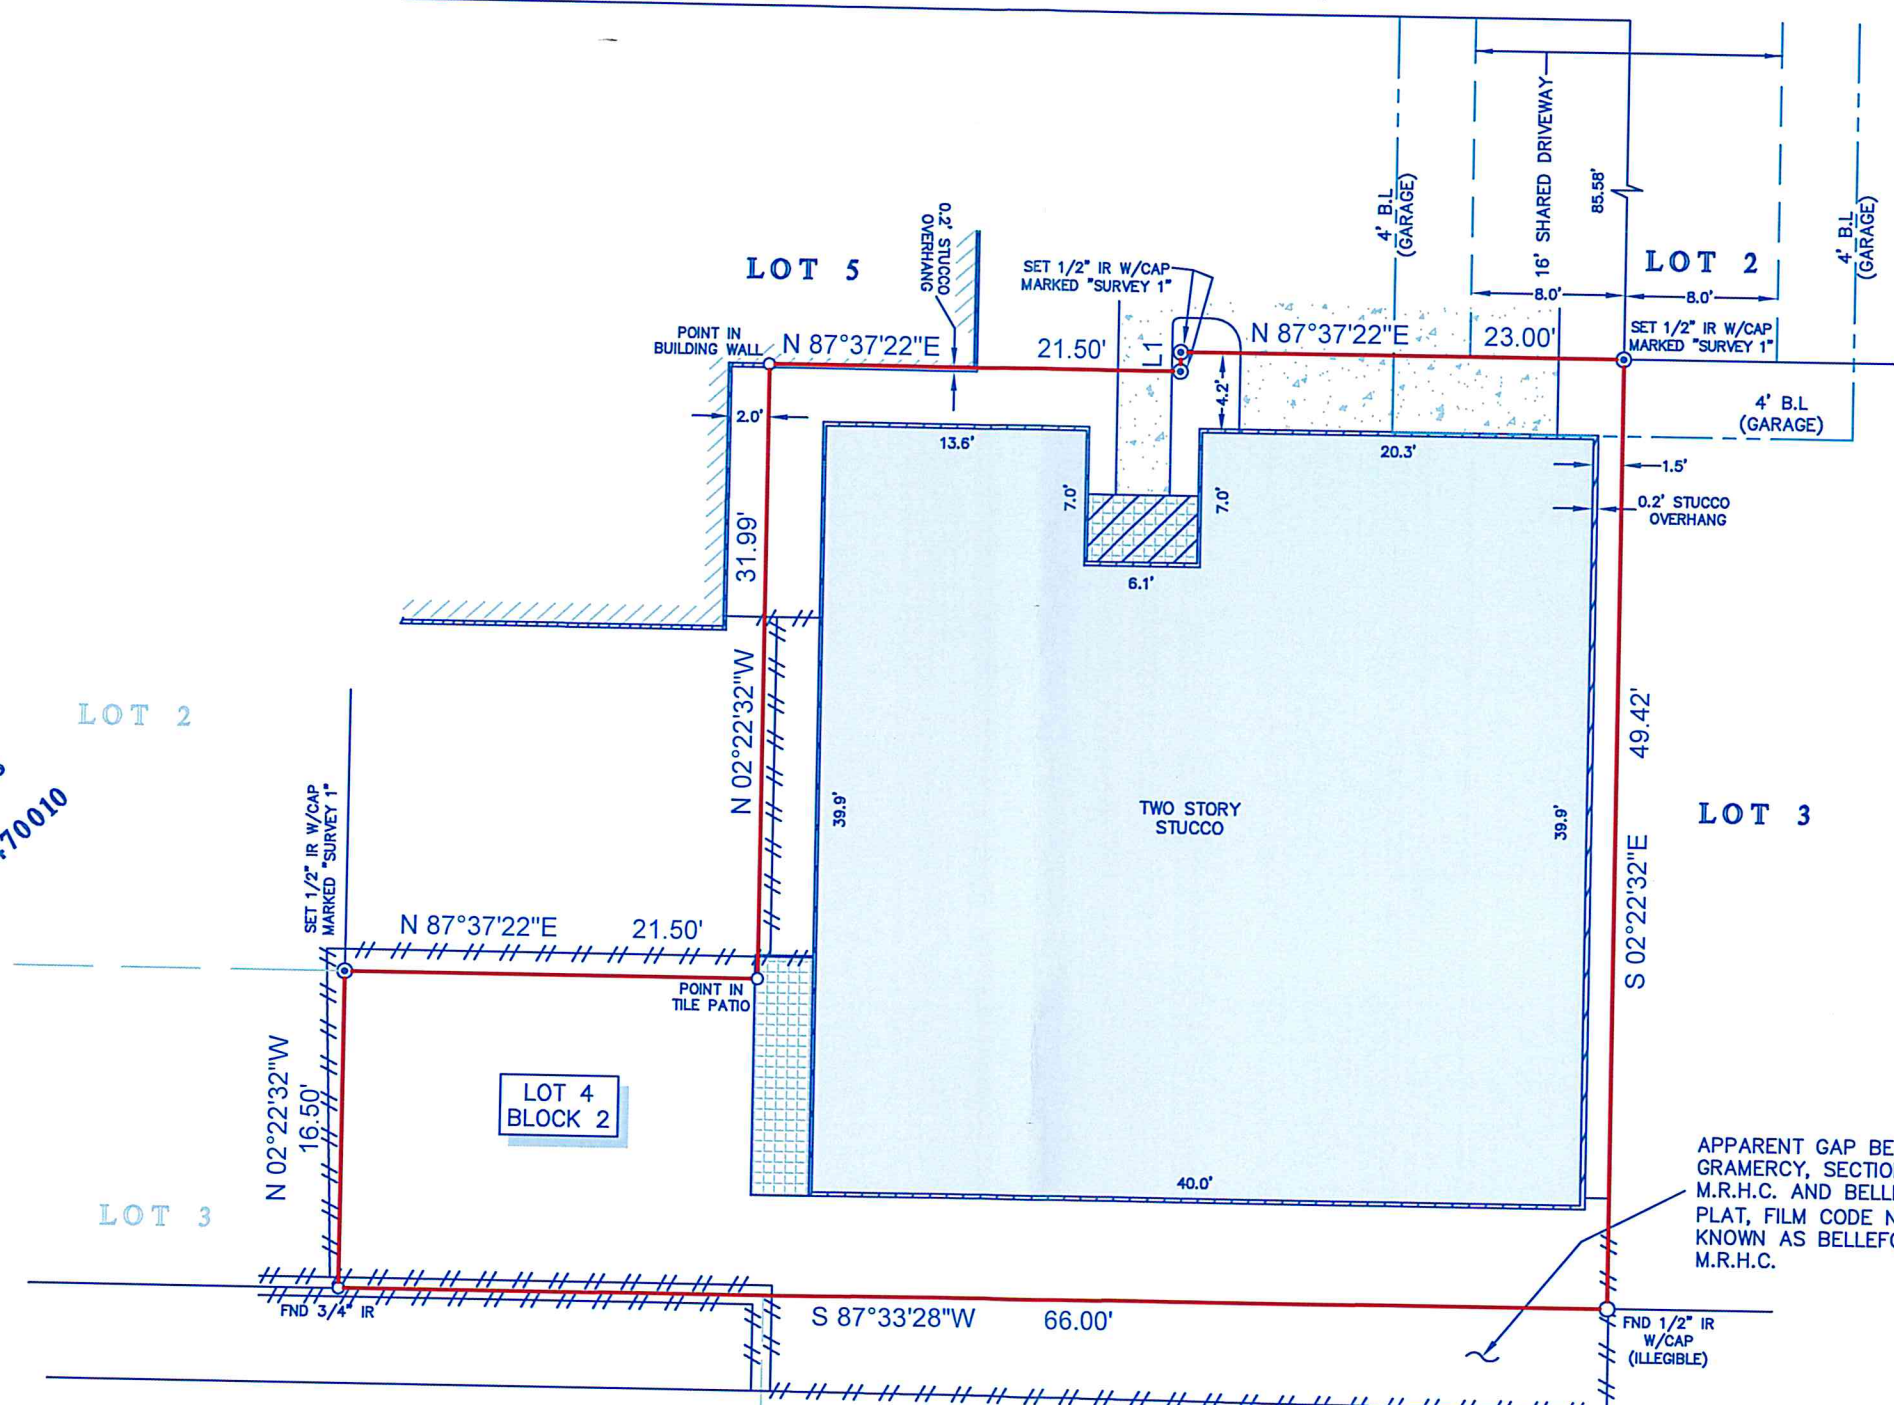 85.58'
16' SHARED DRIVEWAY
4' B.L
(GARAGE)
4' B.L
(GARAGE)
8.0'
8.0'
LOT 2
LOT 5
0.2' STUCCO
OVERHANG
SET 1/2" IR W/CAP
MARKED "SURVEY 1"
POINT IN
BUILDING WALL
N 87°37'22"E
21.50'
L1
N 87°37'22"E
23.00'
SET 1/2" IR W/CAP
MARKED "SURVEY 1"
4' B.L
(GARAGE)
2.0'
4.2'
13.6'
20.3'
1.5'
7.0'
7.0'
0.2' STUCCO
OVERHANG
31.99'
6.1'
N 02°22'32"W
LOT 2
49.42'
S 02°22'32"E
70010
39.9'
TWO STORY
STUCCO
39.9'
LOT 3
SET 1/2" IR W/CAP
MARKED "SURVEY 1"
N 87°37'22"E
21.50'
POINT IN
TILE PATIO
N 02°22'32"W
16.50'
LOT 4
BLOCK 2
LOT 3
40.0'
APPARENT GAP
GRAMERCY,
M.R.H.C. AND
PLAT, FILM CODE
KNOWN AS
M.R.H.C.
FND 3/4" IR
S 87°33'28"W
66.00'
FND 1/2" IR
W/CAP
(ILLEGIBLE)